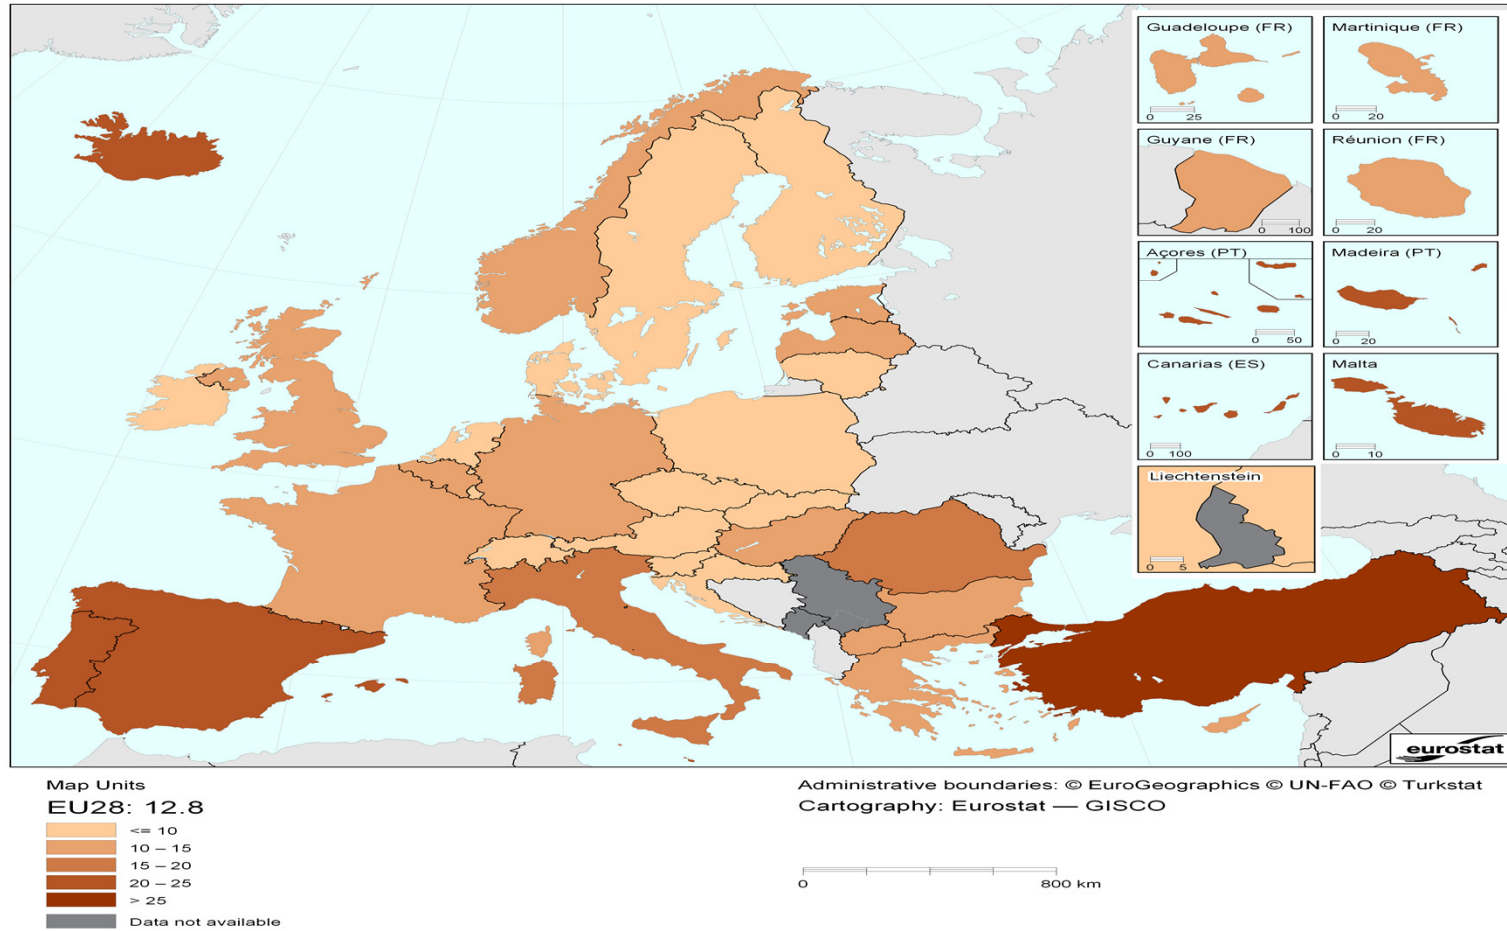 Guadeloupe (FR)
0 25
Martinique (FR)
0 20
Guyane (FR)
0 100
Réunion (FR)
0 20
Açores (PT)
0 50
Madeira (PT)
0 20
Canarias (ES)
0 100
Malta
0 10
Liechtenstein
0 5
eurostat
Map Units
EU28: 12.8
<= 10
10 – 15
15 – 20
20 – 25
> 25
Data not available
Administrative boundaries: © EuroGeographics © UN-FAO © Turkstat
Cartography: Eurostat — GISCO
0 800 km